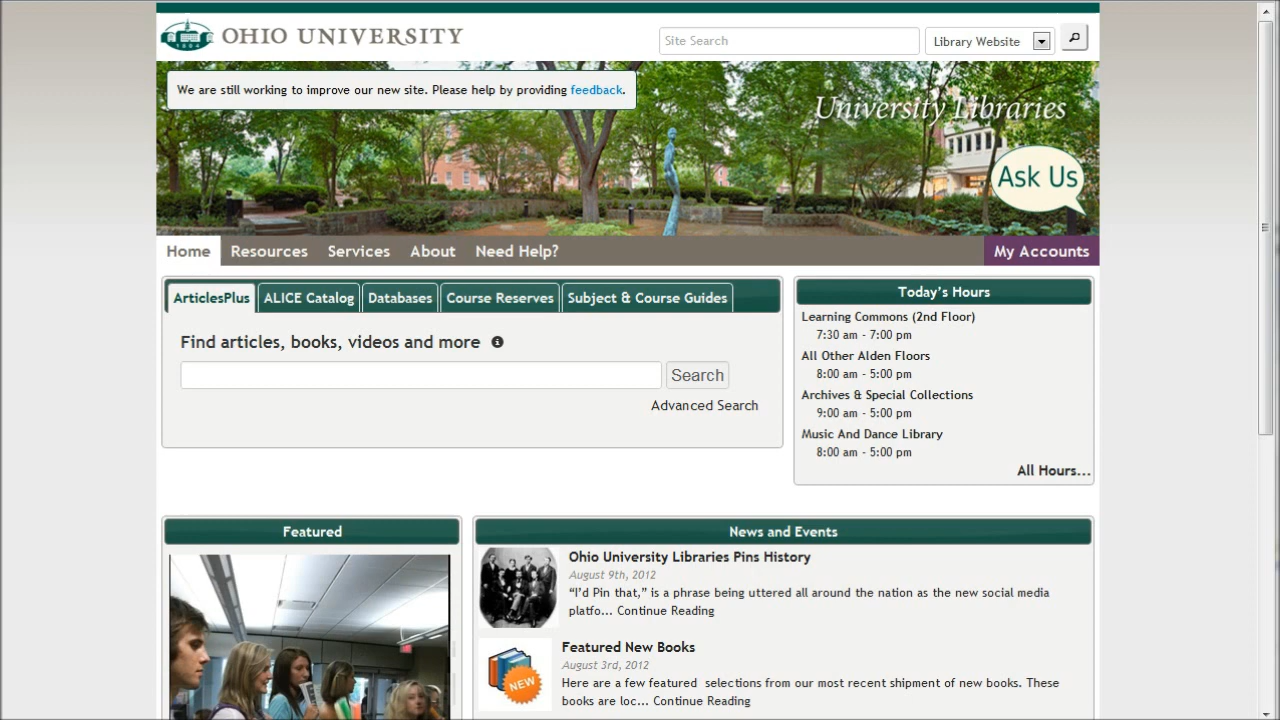 OHIO UNIVERSITY
1804
Site Search
Library Website
We are still working to improve our new site. Please help by providing feedback.
University Libraries
Ask Us
Home
Resources
Services
About
Need Help?
My Accounts
ArticlesPlus
ALICE Catalog
Databases
Course Reserves
Subject & Course Guides
Find articles, books, videos and more
Search
Advanced Search
Today's Hours
Learning Commons (2nd Floor)
7:30 am - 7:00 pm
All Other Alden Floors
8:00 am - 5:00 pm
Archives & Special Collections
9:00 am - 5:00 pm
Music And Dance Library
8:00 am - 5:00 pm
All Hours...
Featured
News and Events
Ohio University Libraries Pins History
August 9th, 2012
“I’d Pin that,” is a phrase being uttered all around the nation as the new social media
platfo... Continue Reading
NEW
Featured New Books
August 3rd, 2012
Here are a few featured selections from our most recent shipment of new books. These
books are loc... Continue Reading